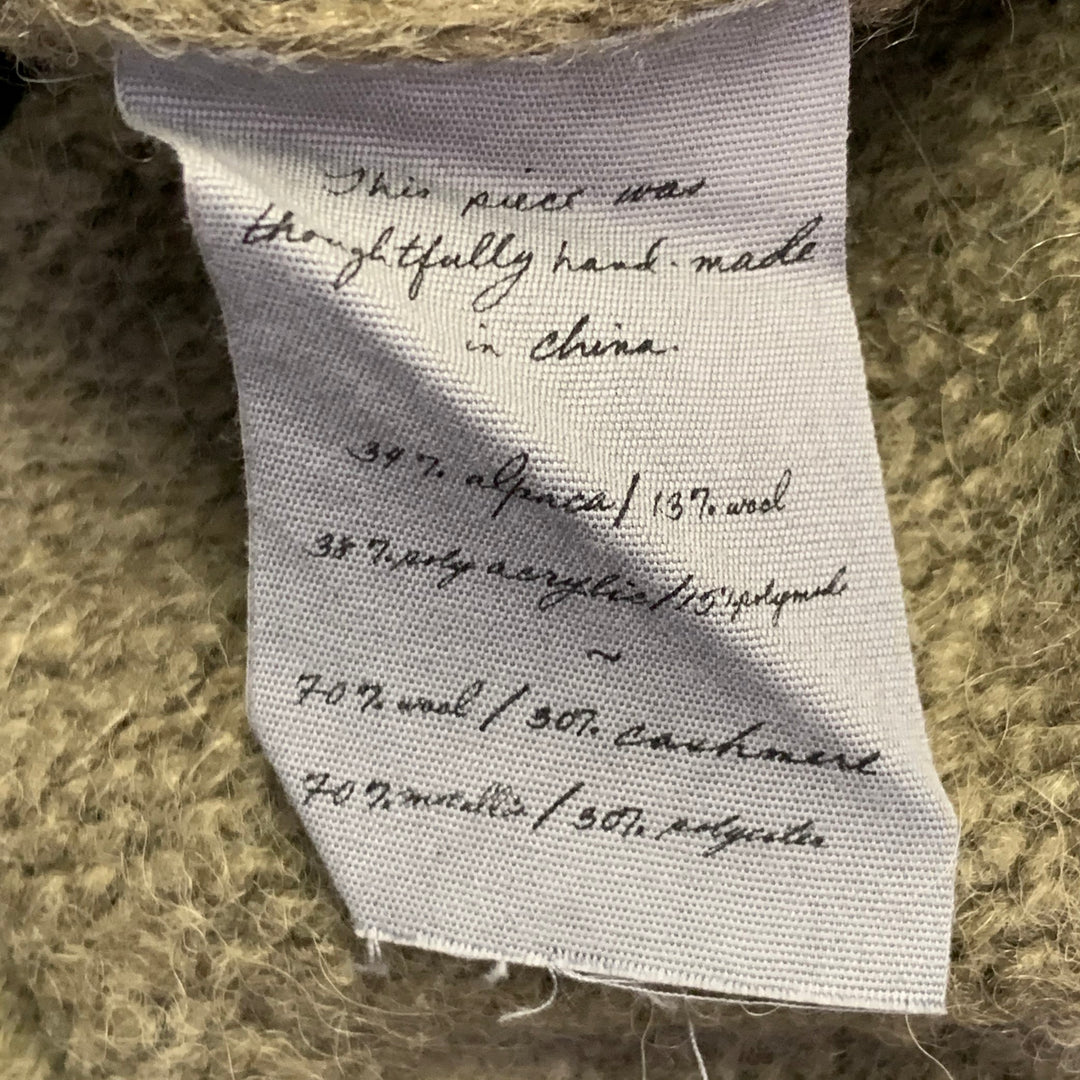 This piece was
thoughtfully hand-made
in china.
34% alpaca / 13% wool
38% poly acrylic / 15% polymide
~
70% wool / 30% cashmere
70% metallic / 30% polyester